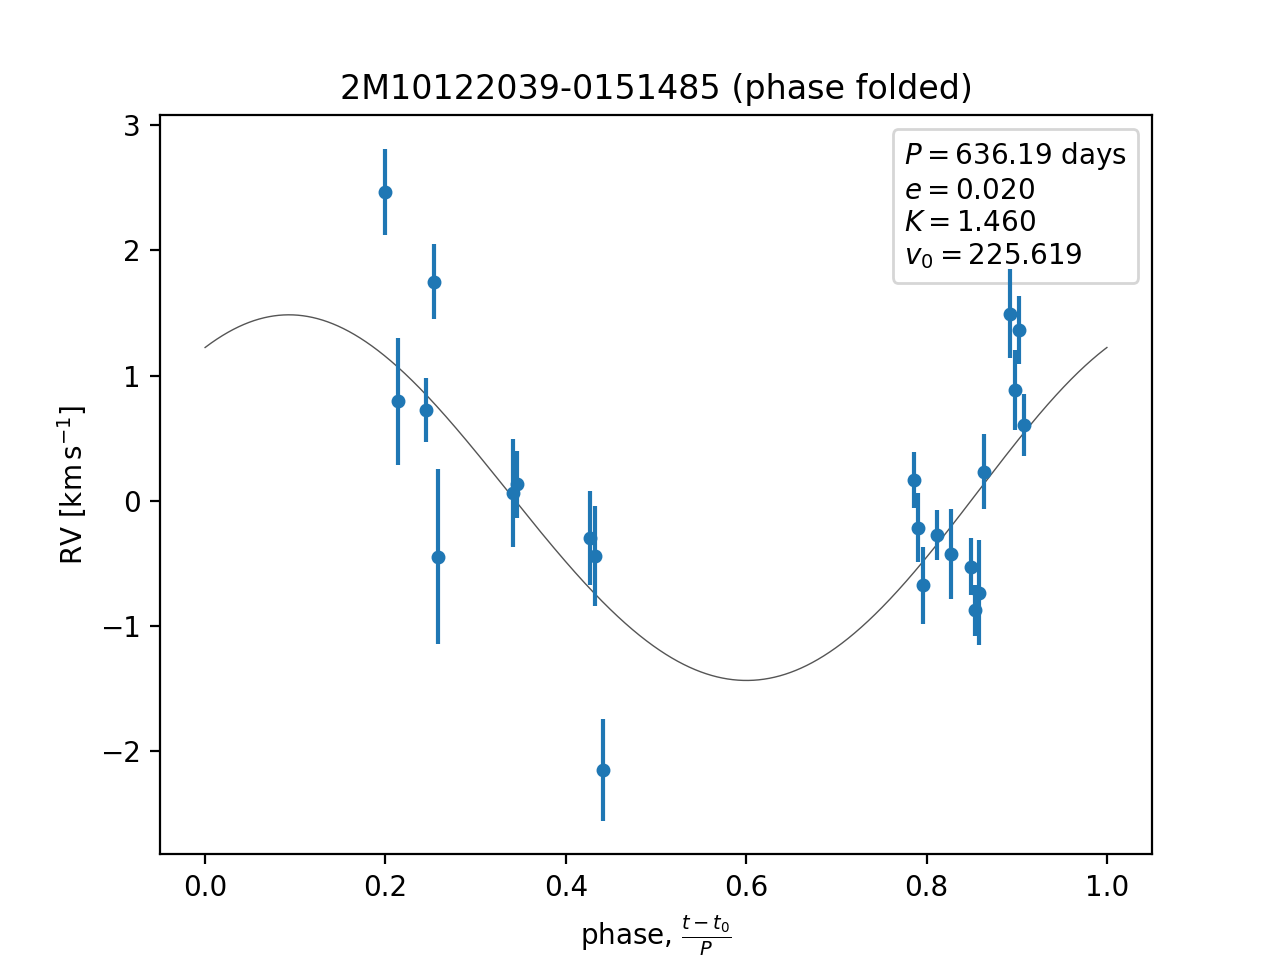 2M10122039-0151485 (phase folded)
P = 636.19 days
e = 0.020
K = 1.460
v₀ = 225.619
3
2
1
0
−1
−2
RV [km s⁻¹]
0.0 0.2 0.4 0.6 0.8 1.0
phase, (t − t₀)/P